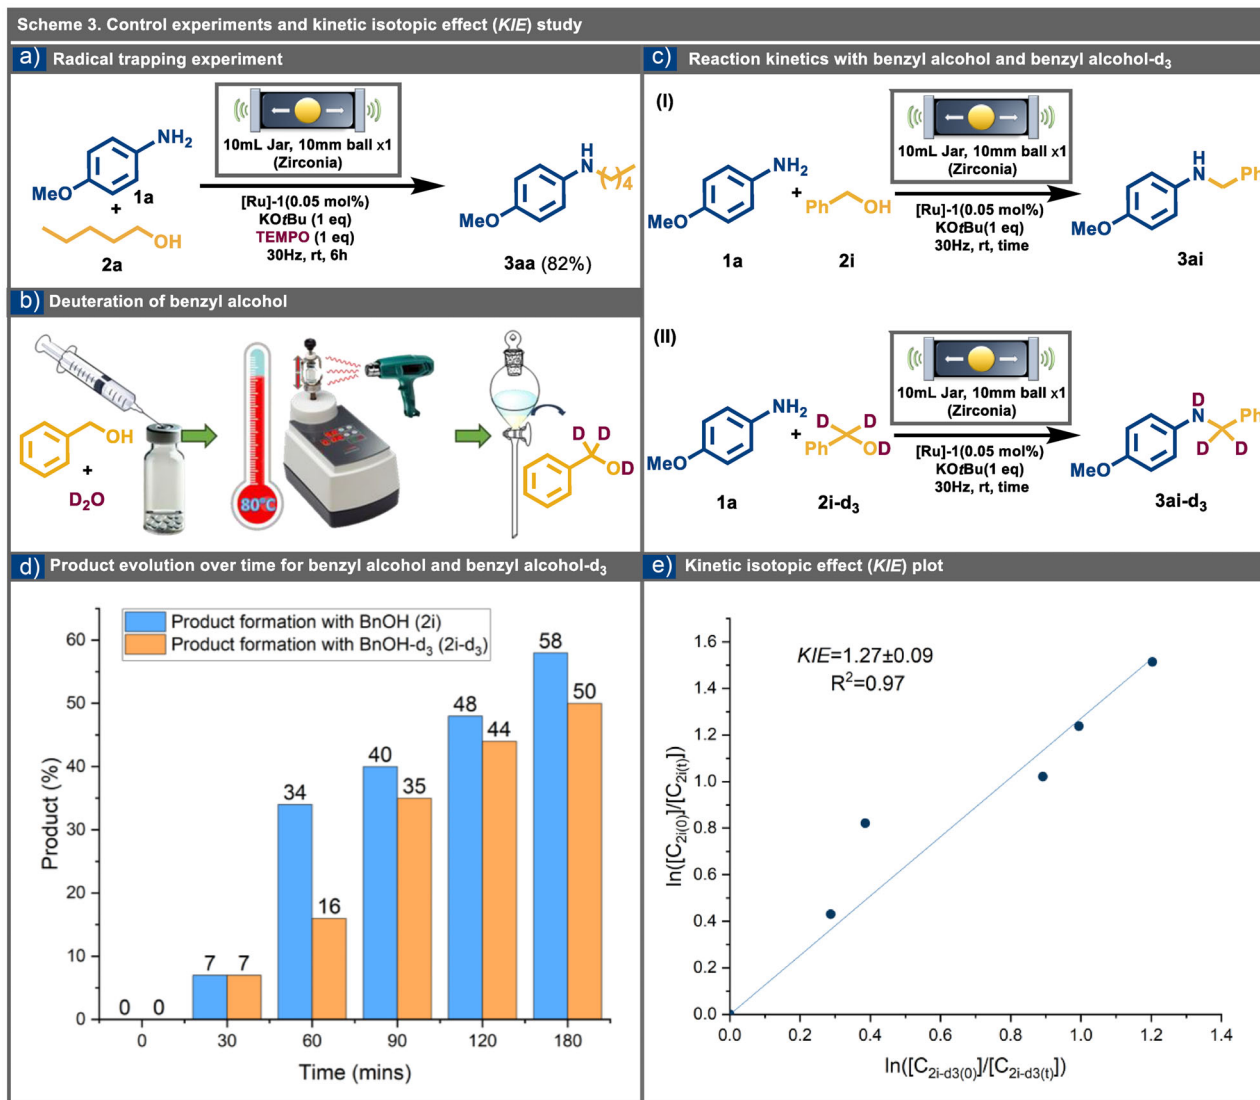 Scheme 3. Control experiments and kinetic isotopic effect (KIE) study
a) Radical trapping experiment
10mL Jar, 10mm ball x1
(Zirconia)
NH2
MeO
1a
+
OH
2a
[Ru]-1(0.05 mol%)
KOtBu (1 eq)
TEMPO (1 eq)
30Hz, rt, 6h
H
N
4
MeO
3aa (82%)
b) Deuteration of benzyl alcohol
OH
+
D2O
80°C
D D
O D
c) Reaction kinetics with benzyl alcohol and benzyl alcohol-d3
(I)
10mL Jar, 10mm ball x1
(Zirconia)
NH2
MeO
+
Ph OH
1a
2i
[Ru]-1(0.05 mol%)
KOtBu(1 eq)
30Hz, rt, time
H
N Ph
MeO
3ai
(II)
10mL Jar, 10mm ball x1
(Zirconia)
NH2
MeO
+
D D
Ph O D
1a
2i-d3
[Ru]-1(0.05 mol%)
KOtBu(1 eq)
30Hz, rt, time
D
N Ph
D D
MeO
3ai-d3
d) Product evolution over time for benzyl alcohol and benzyl alcohol-d3
Product formation with BnOH (2i)
Product formation with BnOH-d3 (2i-d3)
Product (%)
60
50
40
30
20
10
0
0 0
7 7
34 16
40 35
48 44
58 50
0 30 60 90 120 180
Time (mins)
e) Kinetic isotopic effect (KIE) plot
KIE=1.27±0.09
R2=0.97
ln([C2i(0)]/[C2i(t)])
1.6
1.4
1.2
1.0
0.8
0.6
0.4
0.2
0.0
0.0 0.2 0.4 0.6 0.8 1.0 1.2 1.4
ln([C2i-d3(0)]/[C2i-d3(t)])